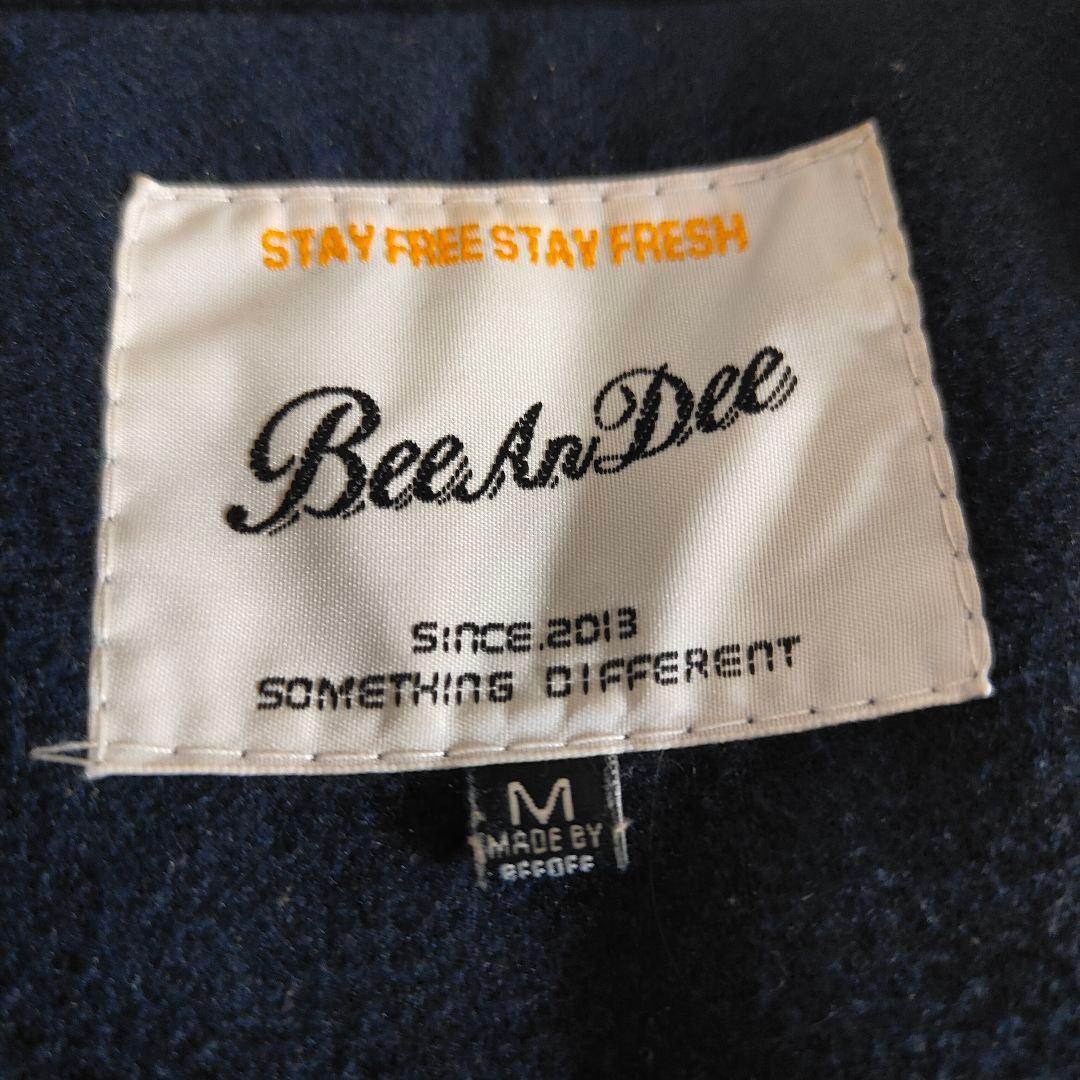 STAY FREE STAY FRESH
BeeAnDee
SINCE.2013
SOMETHING DIFFERENT
M
MADE BY